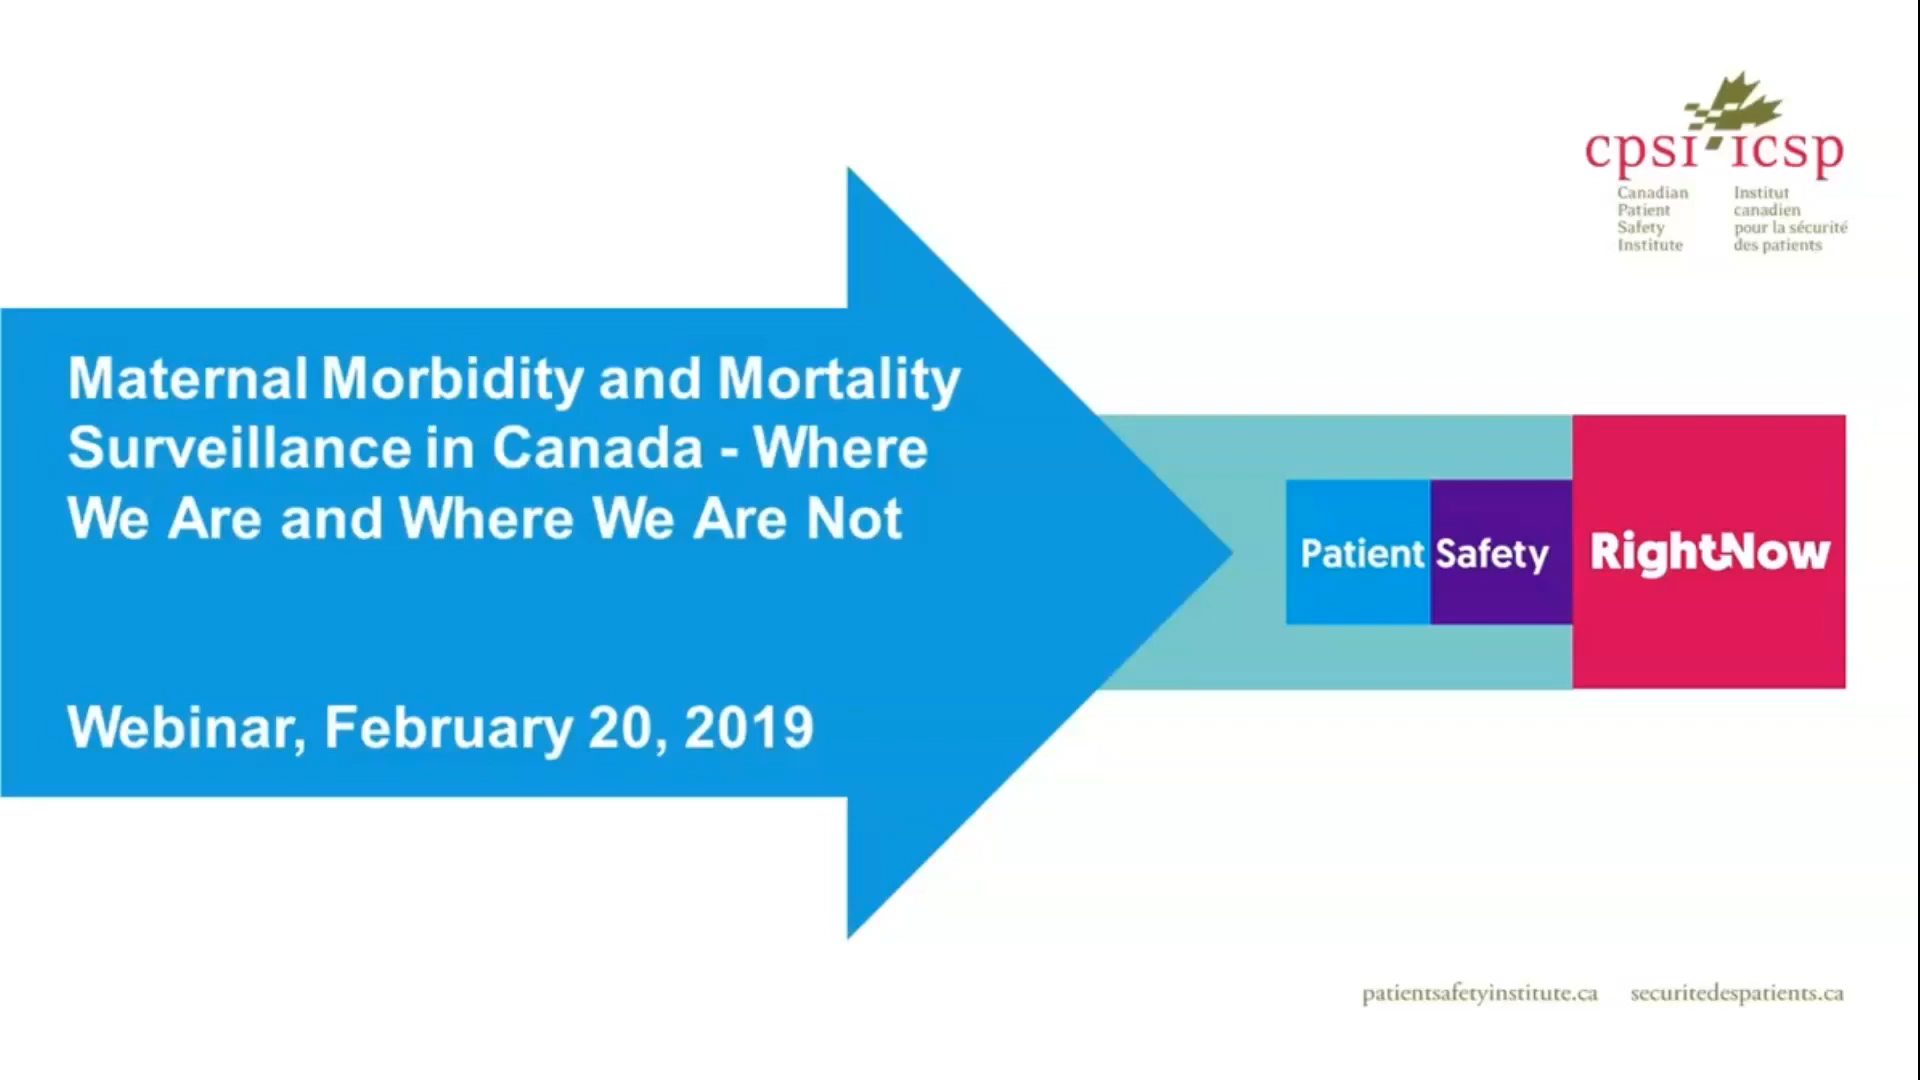 cpsi icsp
Canadian
Patient
Safety
Institute
Institut
canadien
pour la sécurité
des patients
Maternal Morbidity and Mortality
Surveillance in Canada - Where
We Are and Where We Are Not
Webinar, February 20, 2019
Patient Safety RightNow
patientsafetyinstitute.ca securitedespatients.ca